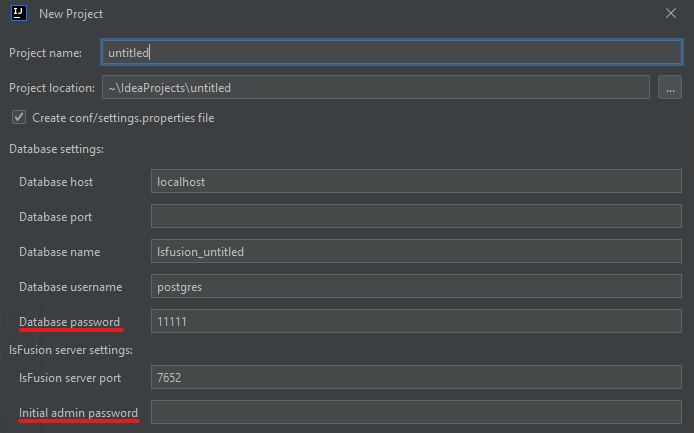 IJ New Project
Project name: untitled
Project location: ~\IdeaProjects\untitled ...
Create conf/settings.properties file
Database settings:
Database host localhost
Database port
Database name lsfusion_untitled
Database username postgres
Database password 11111
lsFusion server settings:
lsFusion server port 7652
Initial admin password